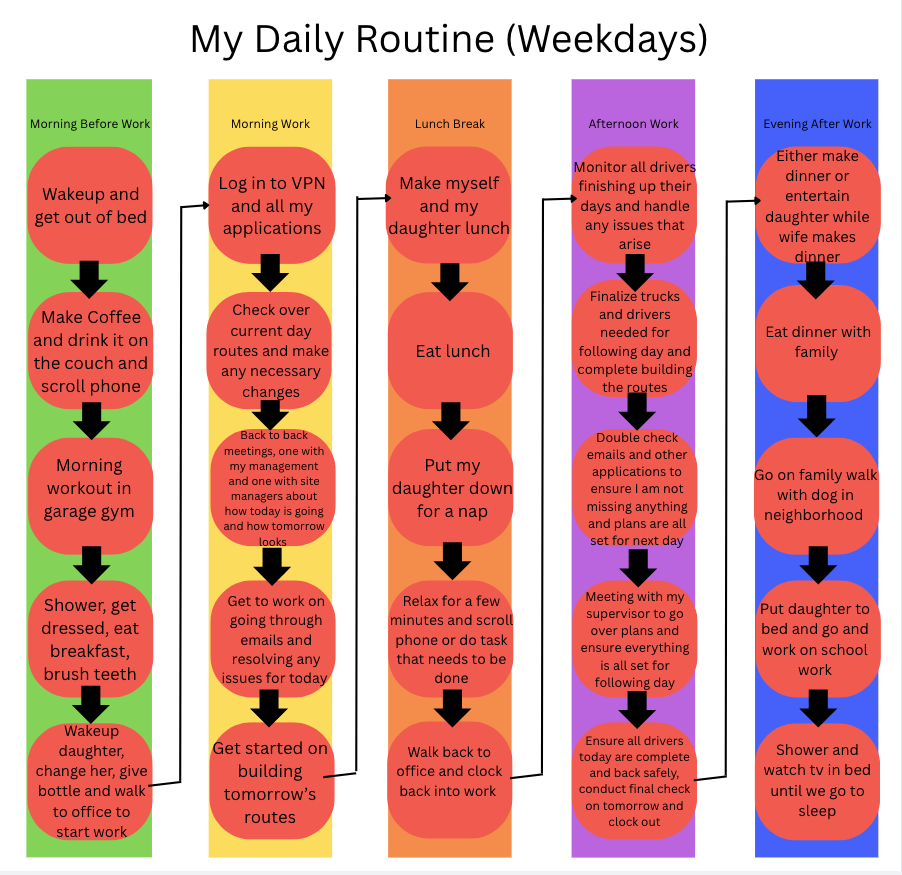 My Daily Routine (Weekdays)
Morning Before Work
Wakeup and
get out of bed
Make Coffee
and drink it on
the couch and
scroll phone
Morning
workout in
garage gym
Shower, get
dressed, eat
breakfast,
brush teeth
Wakeup
daughter,
change her, give
bottle and walk
to office to
start work
Morning Work
Log in to VPN
and all my
applications
Check over
current day
routes and make
any necessary
changes
Back to back
meetings, one with
my management
and one with site
managers about
how today is going
and how tomorrow
looks
Get to work on
going through
emails and
resolving any
issues for today
Get started on
building
tomorrow's
routes
Lunch Break
Make myself
and my
daughter lunch
Eat lunch
Put my
daughter down
for a nap
Relax for a few
minutes and scroll
phone or do task
that needs to be
done
Walk back to
office and clock
back into work
Afternoon Work
Monitor all drivers
finishing up their
days and handle
any issues that
arise
Finalize trucks
and drivers
needed for
following day and
complete building
the routes
Double check
emails and other
applications to
ensure I am not
missing anything
and plans are all
set for next day
Meeting with my
supervisor to go
over plans and
ensure everything
is all set for
following day
Ensure all drivers
today are complete
and back safely,
conduct final check
on tomorrow and
clock out
Evening After Work
Either make
dinner or
entertain
daughter while
wife makes
dinner
Eat dinner with
family
Go on family walk
with dog in
neighborhood
Put daughter to
bed and go and
work on school
work
Shower and
watch tv in bed
until we go to
sleep